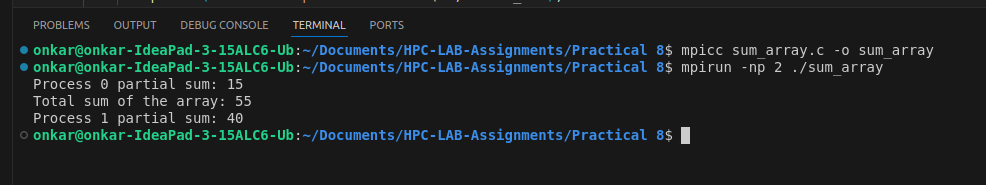 PROBLEMS OUTPUT DEBUG CONSOLE TERMINAL PORTS
onkar@onkar-IdeaPad-3-15ALC6-Ub:~/Documents/HPC-LAB-Assignments/Practical 8$ mpicc sum_array.c -o sum_array
onkar@onkar-IdeaPad-3-15ALC6-Ub:~/Documents/HPC-LAB-Assignments/Practical 8$ mpirun -np 2 ./sum_array
Process 0 partial sum: 15
Total sum of the array: 55
Process 1 partial sum: 40
onkar@onkar-IdeaPad-3-15ALC6-Ub:~/Documents/HPC-LAB-Assignments/Practical 8$